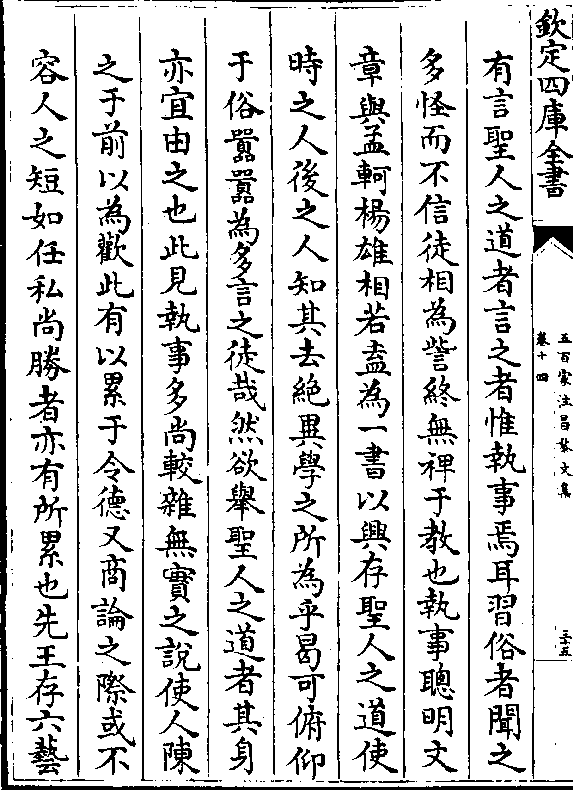 欽定四庫全書
五百家注昌黎文集
卷十四
三十五
有言聖人之道者言之者惟執事焉耳習俗者聞之
多怪而不信徒相為訾終無裨于教也執事聰明文
章與孟軻楊雄相若盍為一書以興存聖人之道使
時之人後之人知其去絶異學之所為乎曷可俯仰
于俗囂囂為多言之徒哉然欲舉聖人之道者其身
亦宜由之也此見執事多尚較雜無實之說使人陳
之于前以為歡此有以累于令德又商論之際或不
容人之短如任私尚勝者亦有所累也先王存六藝